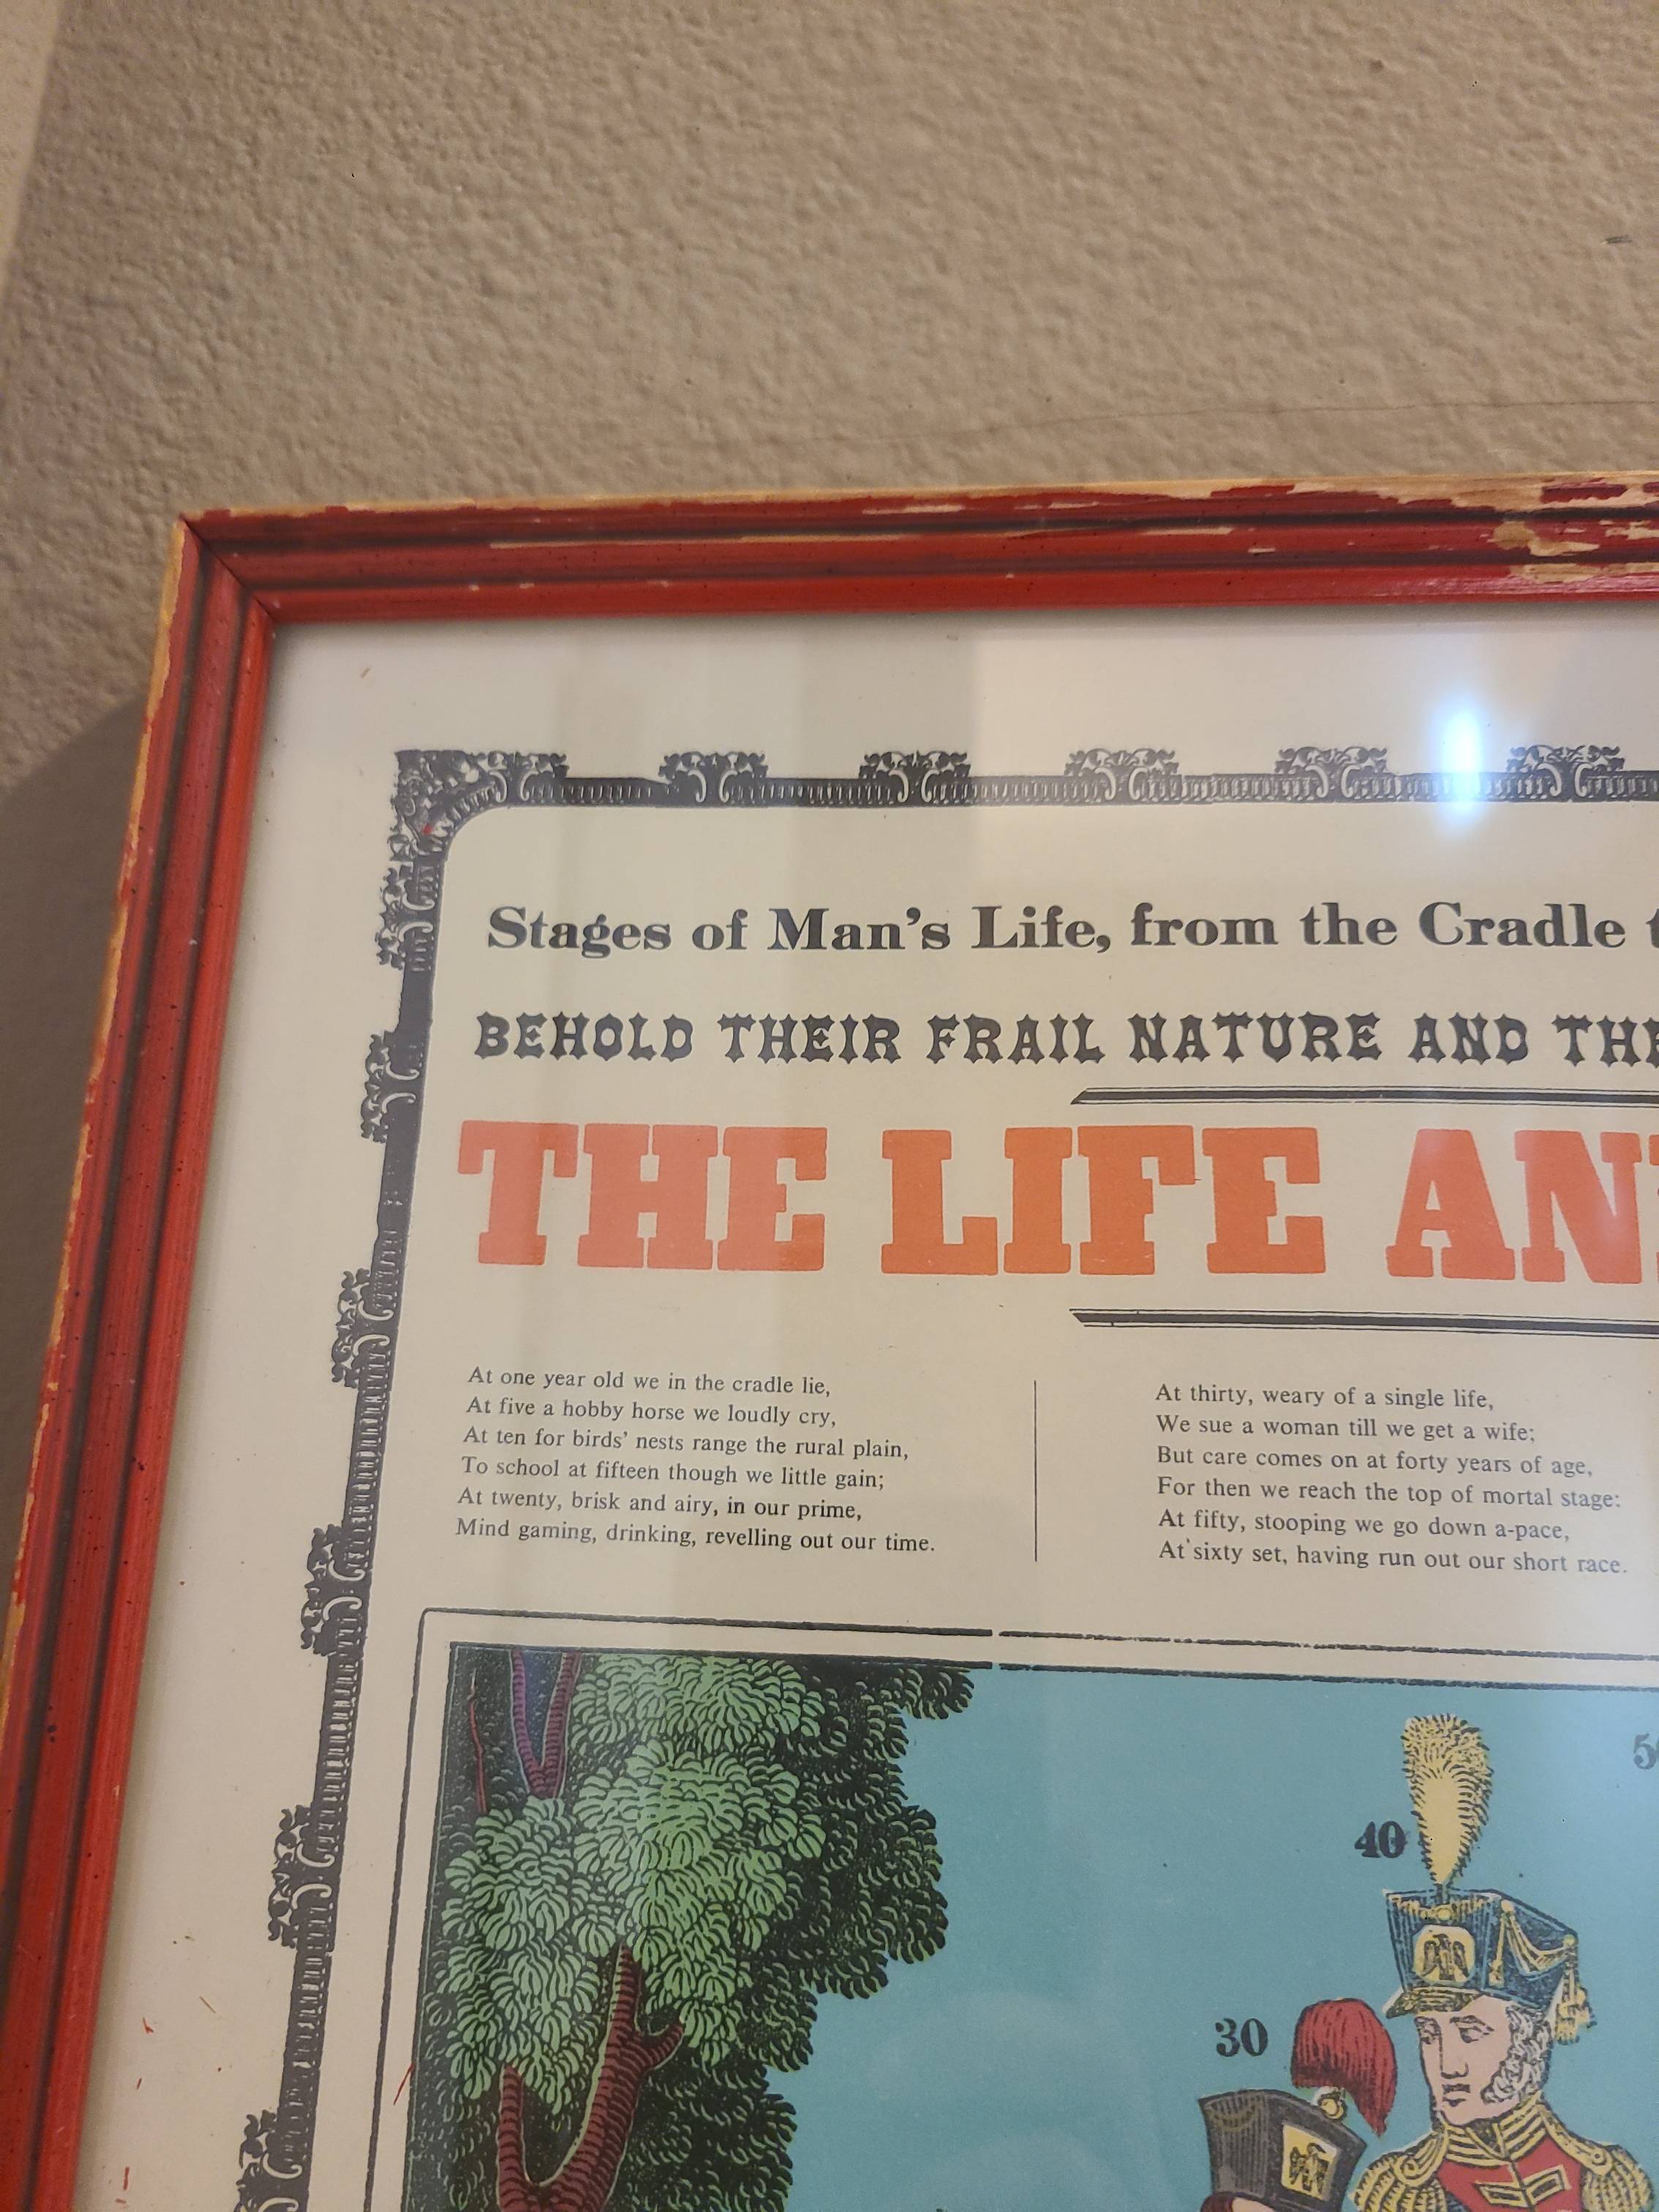 Stages of Man's Life, from the Cradle
BEHOLD THEIR FRAIL NATURE AND
THE LIFE
At one year old we in the cradle lie,
At five a hobby horse we loudly cry,
At ten for birds' nests range the rural plain,
To school at fifteen though we little gain;
At twenty, brisk and airy, in our prime,
Mind gaming, drinking, revelling out our time.
At thirty, weary of a single life,
We sue a woman till we get a wife;
But care comes on at forty years of age,
For then we reach the top of mortal stage:
At fifty, stooping we go down a-pace,
At sixty set, having run out our short race.
40
30